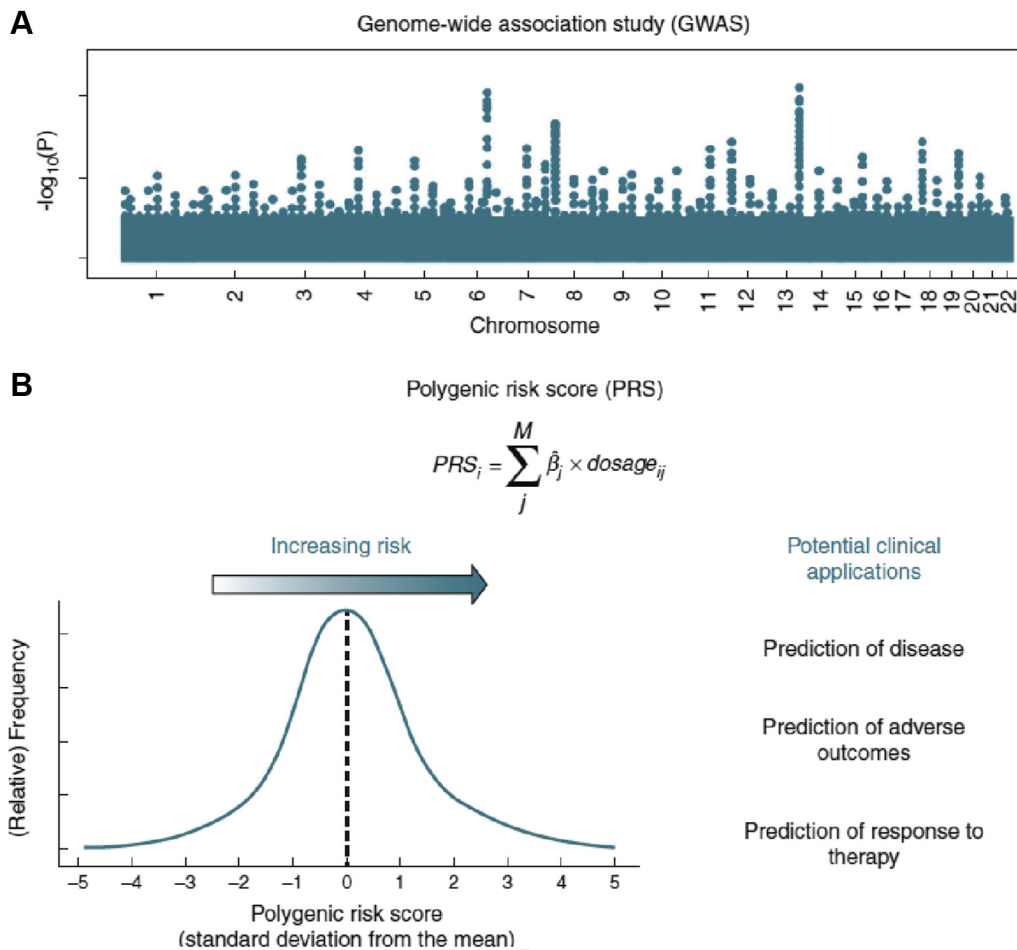 A
Genome-wide association study (GWAS)
-log10(P)
1 2 3 4 5 6 7 8 9 10 11 12 13 14 15 16 17 18 19 20 21 22
Chromosome
B
Polygenic risk score (PRS)
PRSᵢ = ∑ⱼᴹ β̂ⱼ × dosageᵢⱼ
Increasing risk
Potential clinical
applications
(Relative) Frequency
Prediction of disease
Prediction of adverse
outcomes
Prediction of response to
therapy
−5 −4 −3 −2 −1 0 1 2 3 4 5
Polygenic risk score
(standard deviation from the mean)